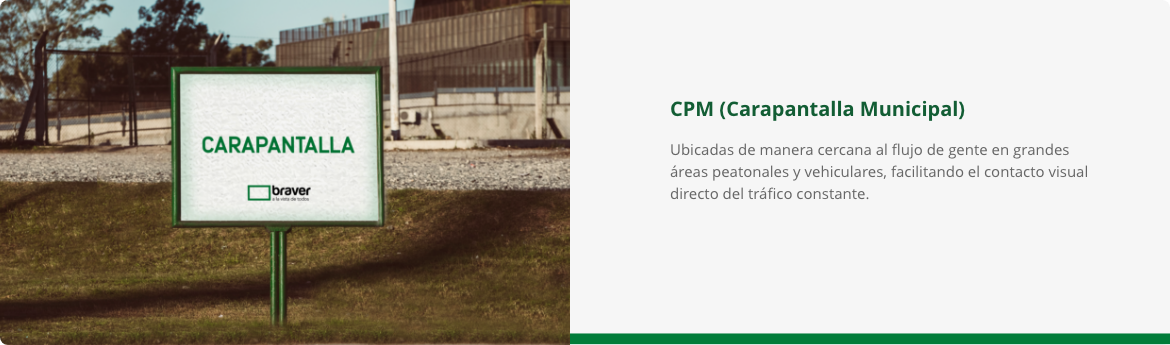 CARAPANTALLA
braver
a la vista de todos
CPM (Carapantalla Municipal)
Ubicadas de manera cercana al flujo de gente en grandes
áreas peatonales y vehiculares, facilitando el contacto visual
directo del tráfico constante.